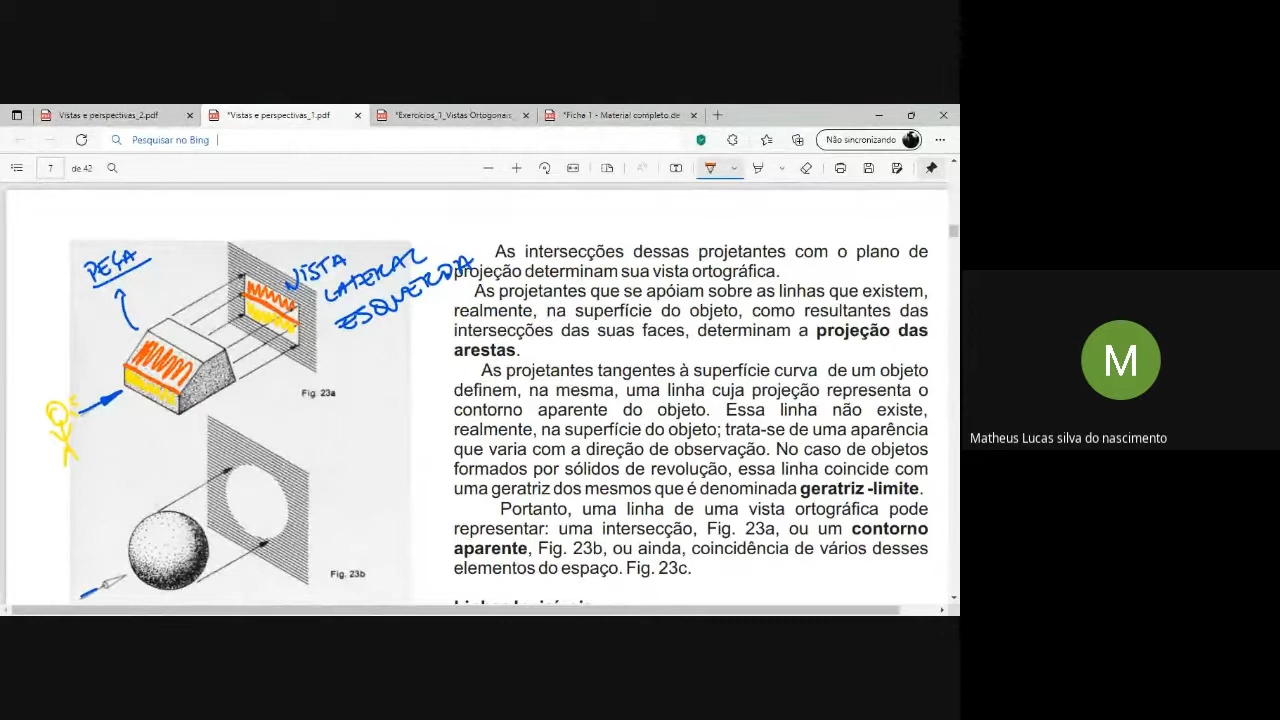 Vistas e perspectivas_2.pdf
*Vistas e perspectivas_1.pdf
*Exercícios_1_Vistas Ortogonais_
*Ficha 1 - Material completo de
Pesquisar no Bing
Não sincronizando
7 de 42
PEÇA
VISTA
LATERAL
ESQUERDA
Fig. 23a
Fig. 23b
As intersecções dessas projetantes com o plano de
projeção determinam sua vista ortográfica.
As projetantes que se apóiam sobre as linhas que existem,
realmente, na superfície do objeto, como resultantes das
intersecções das suas faces, determinam a projeção das
arestas.
As projetantes tangentes à superfície curva de um objeto
definem, na mesma, uma linha cuja projeção representa o
contorno aparente do objeto. Essa linha não existe,
realmente, na superfície do objeto; trata-se de uma aparência
que varia com a direção de observação. No caso de objetos
formados por sólidos de revolução, essa linha coincide com
uma geratriz dos mesmos que é denominada geratriz -limite.
Portanto, uma linha de uma vista ortográfica pode
representar: uma intersecção, Fig. 23a, ou um contorno
aparente, Fig. 23b, ou ainda, coincidência de vários desses
elementos do espaço. Fig. 23c.
M
Matheus Lucas silva do nascimento